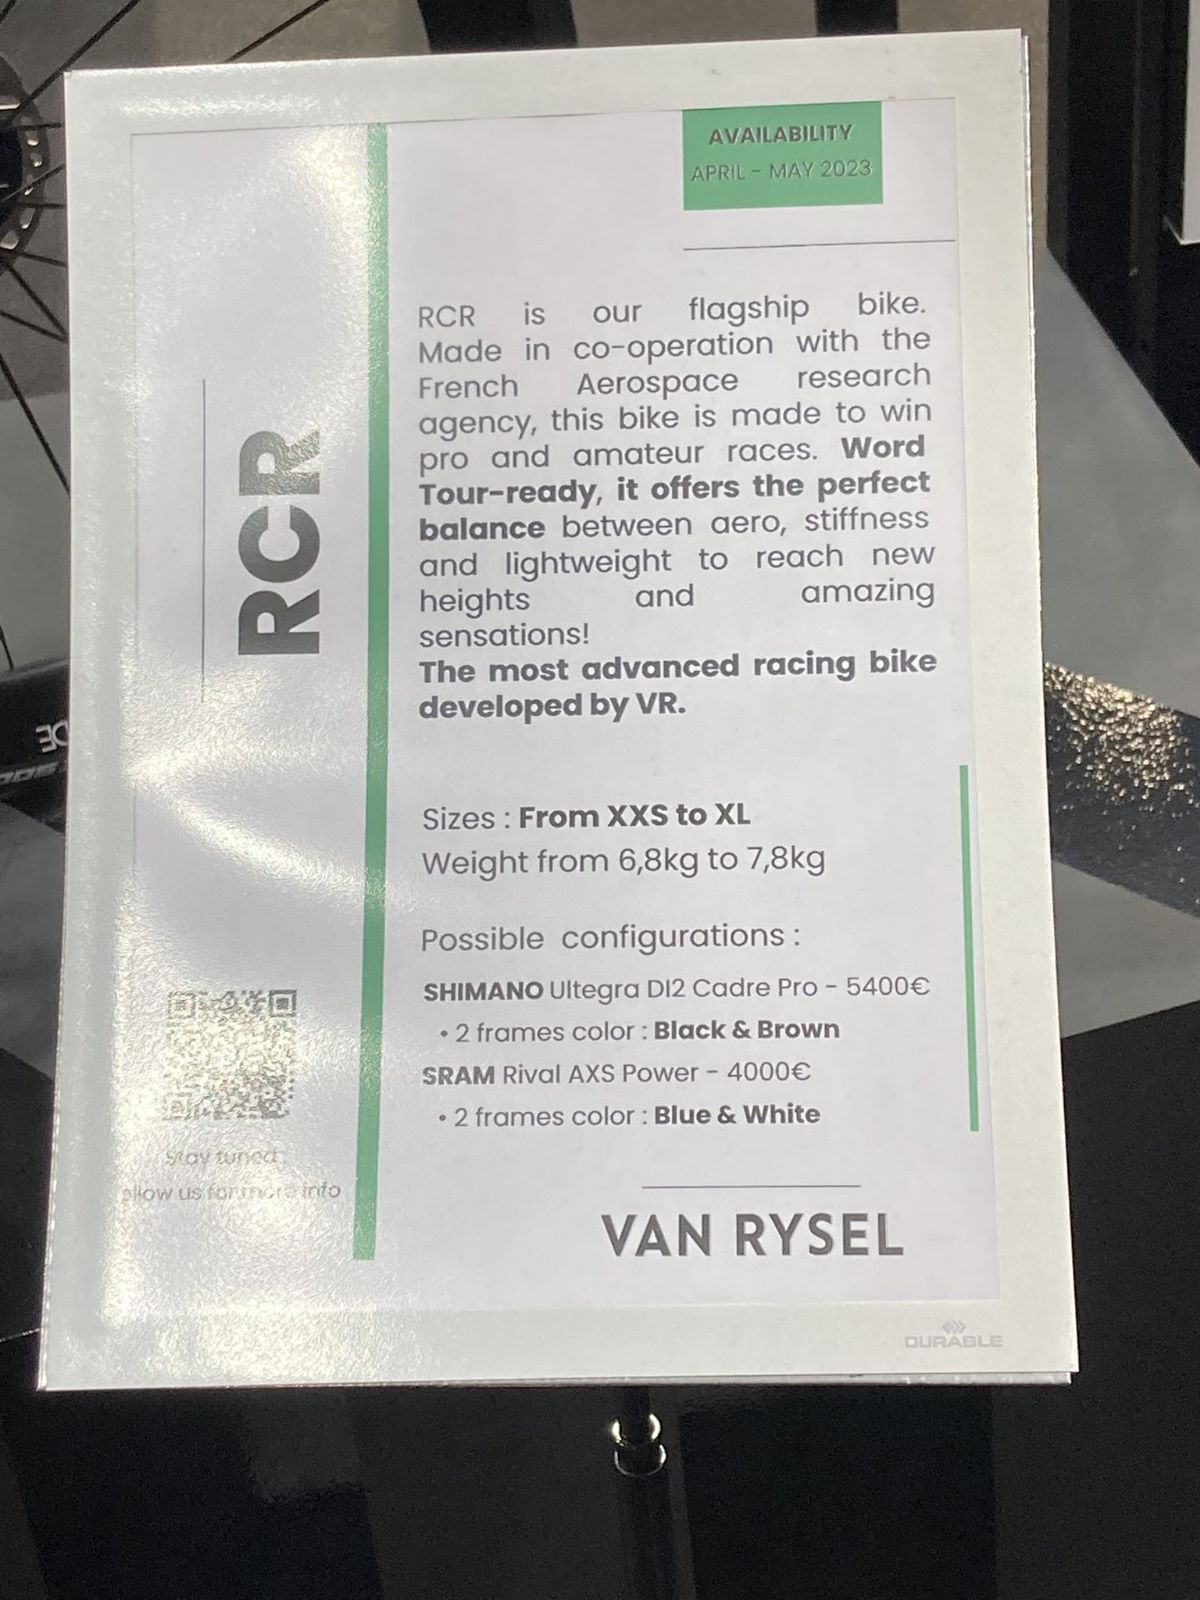 AVAILABILITY
APRIL - MAY 2023
RCR
RCR is our flagship bike.
Made in co-operation with the
French Aerospace research
agency, this bike is made to win
pro and amateur races. Word
Tour-ready, it offers the perfect
balance between aero, stiffness
and lightweight to reach new
heights and amazing
sensations!
The most advanced racing bike
developed by VR.
Sizes : From XXS to XL
Weight from 6,8kg to 7,8kg
Possible configurations :
SHIMANO Ultegra DI2 Cadre Pro - 5400€
• 2 frames color : Black & Brown
SRAM Rival AXS Power - 4000€
• 2 frames color : Blue & White
Stay tuned
us for more info
VAN RYSEL
DURABLE